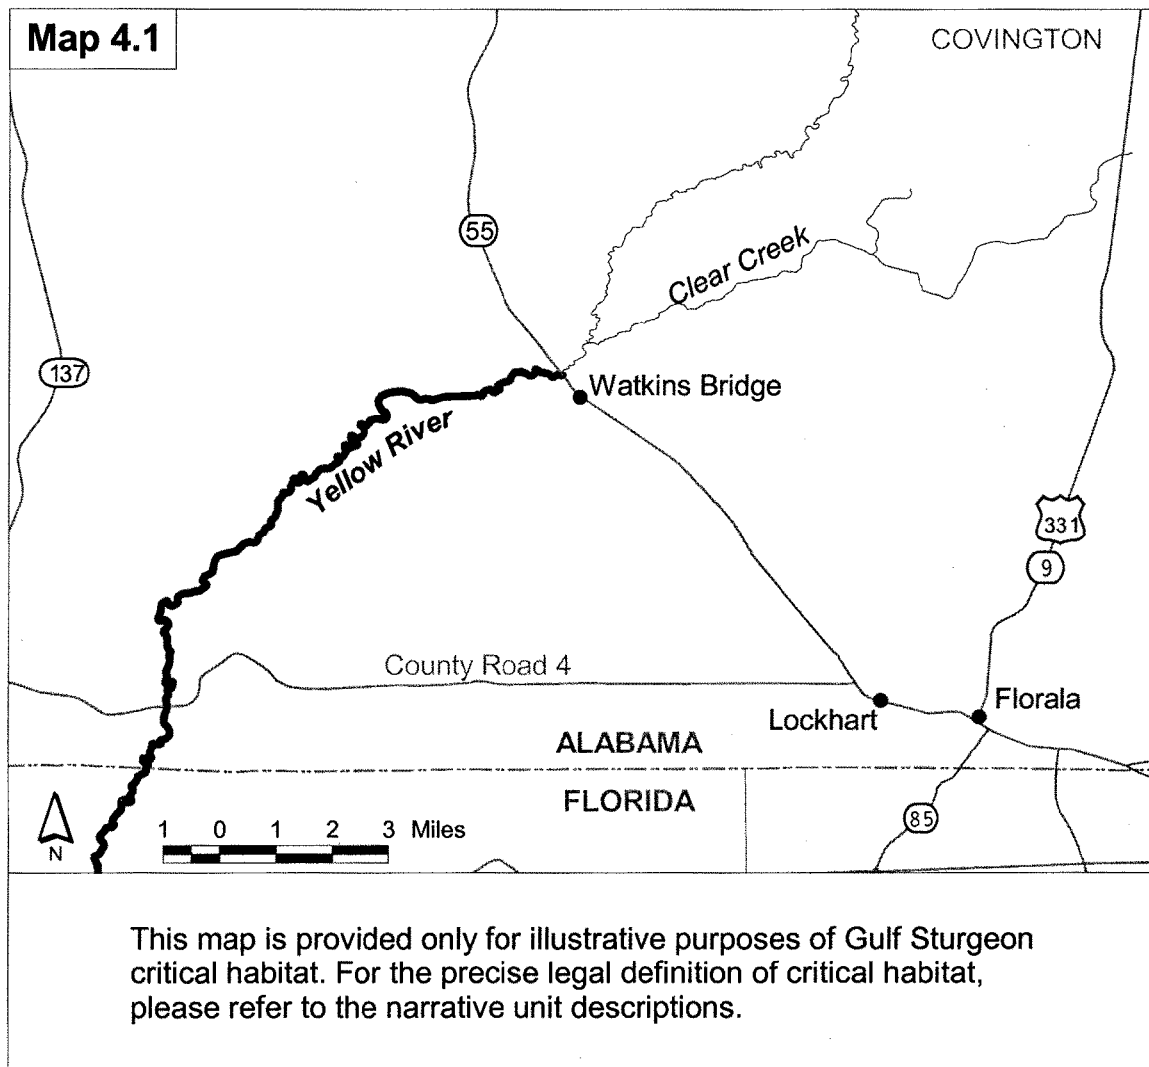 Map 4.1
COVINGTON
55
Clear Creek
137
Watkins Bridge
Yellow River
331
9
County Road 4
Florala
Lockhart
ALABAMA
FLORIDA
85
N
1 0 1 2 3 Miles
This map is provided only for illustrative purposes of Gulf Sturgeon
critical habitat. For the precise legal definition of critical habitat,
please refer to the narrative unit descriptions.